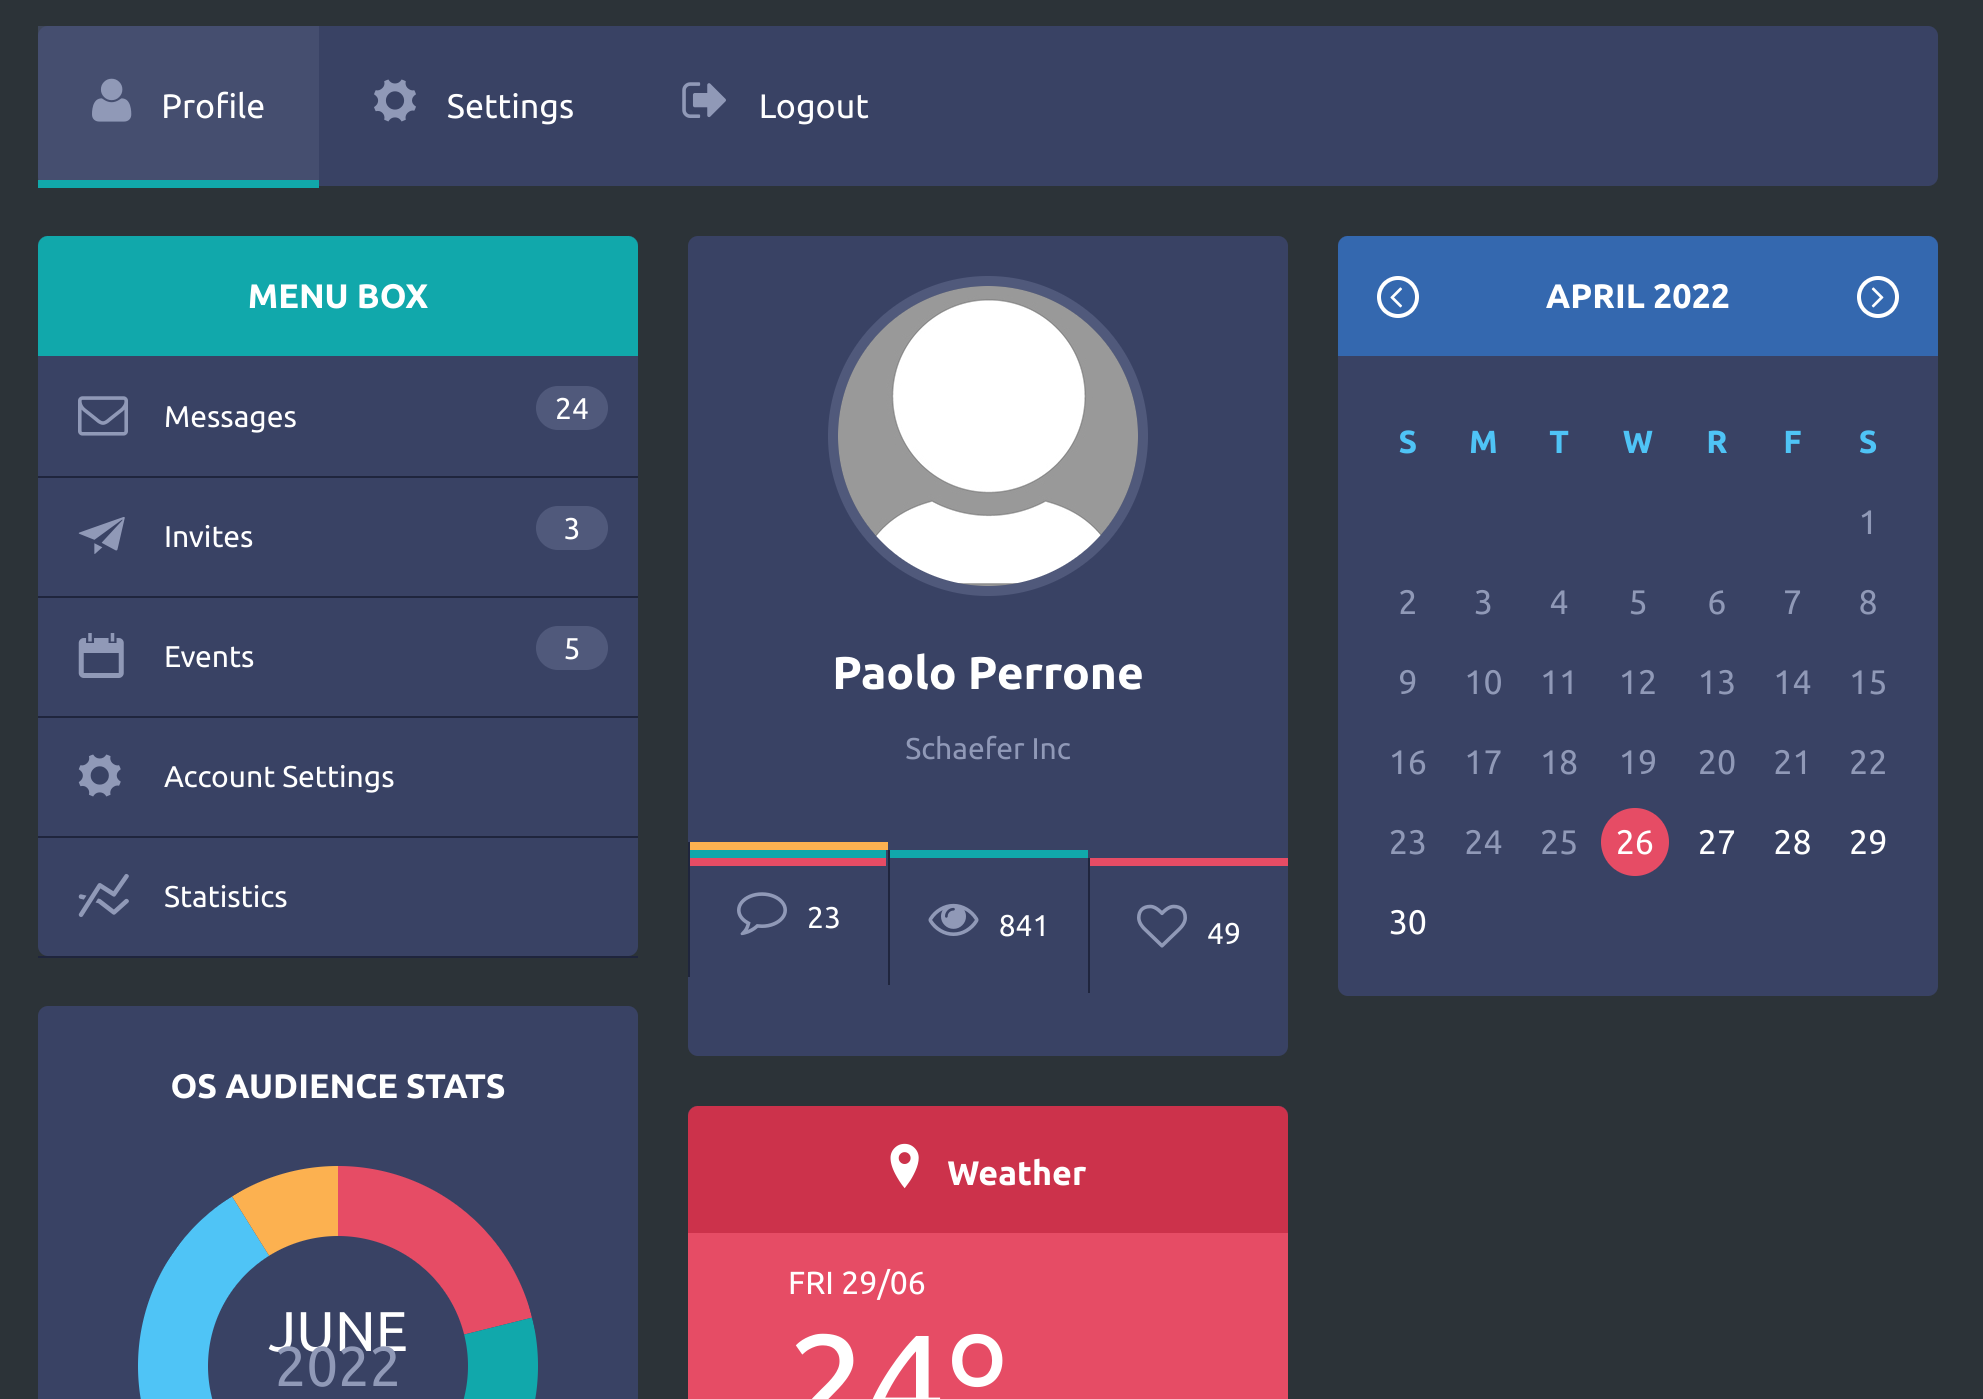 Profile
Settings
Logout
MENU BOX
Messages 24
Invites 3
Events 5
Account Settings
Statistics
OS AUDIENCE STATS
JUNE
2022
Paolo Perrone
Schaefer Inc
23
841
49
Weather
FRI 29/06
24º
APRIL 2022
S M T W R F S
1
2 3 4 5 6 7 8
9 10 11 12 13 14 15
16 17 18 19 20 21 22
23 24 25 26 27 28 29
30